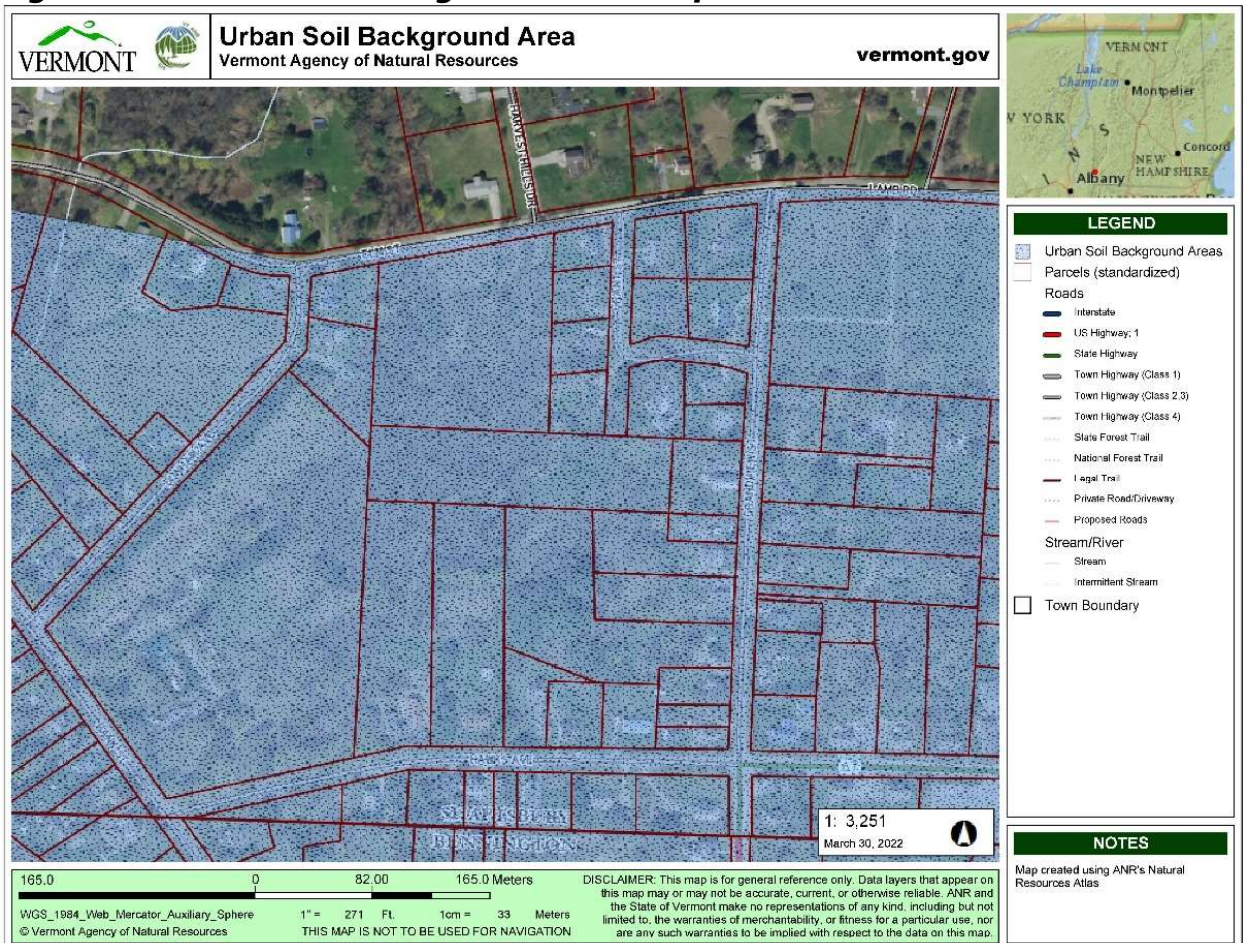 VERMONT
Urban Soil Background Area
Vermont Agency of Natural Resources
vermont.gov
VERMONT
Lake
Champlain
Montpelier
YORK
Concord
NEW
HAMPSHIRE
Albany
HARVEST HILLS DR
LEGEND
Urban Soil Background Areas
Parcels (standardized)
Roads
Interstate
US Highway; 1
State Highway
Town Highway (Class 1)
Town Highway (Class 2,3)
Town Highway (Class 4)
State Forest Trail
National Forest Trail
Legal Trail
Private Road/Driveway
Proposed Roads
Stream/River
Stream
Intermittent Stream
Town Boundary
SHAFTSBURY
BENNINGTON
1: 3,251
March 30, 2022
NOTES
Map created using ANR's Natural
Resources Atlas
165.0 0 82.00 165.0 Meters
WGS_1984_Web_Mercator_Auxiliary_Sphere 1" = 271 Ft. 1cm = 33 Meters
© Vermont Agency of Natural Resources THIS MAP IS NOT TO BE USED FOR NAVIGATION
DISCLAIMER: This map is for general reference only. Data layers that appear on
this map may or may not be accurate, current, or otherwise reliable. ANR and
the State of Vermont make no representations of any kind, including but not
limited to, the warranties of merchantability, or fitness for a particular use, nor
are any such warranties to be implied with respect to the data on this map.